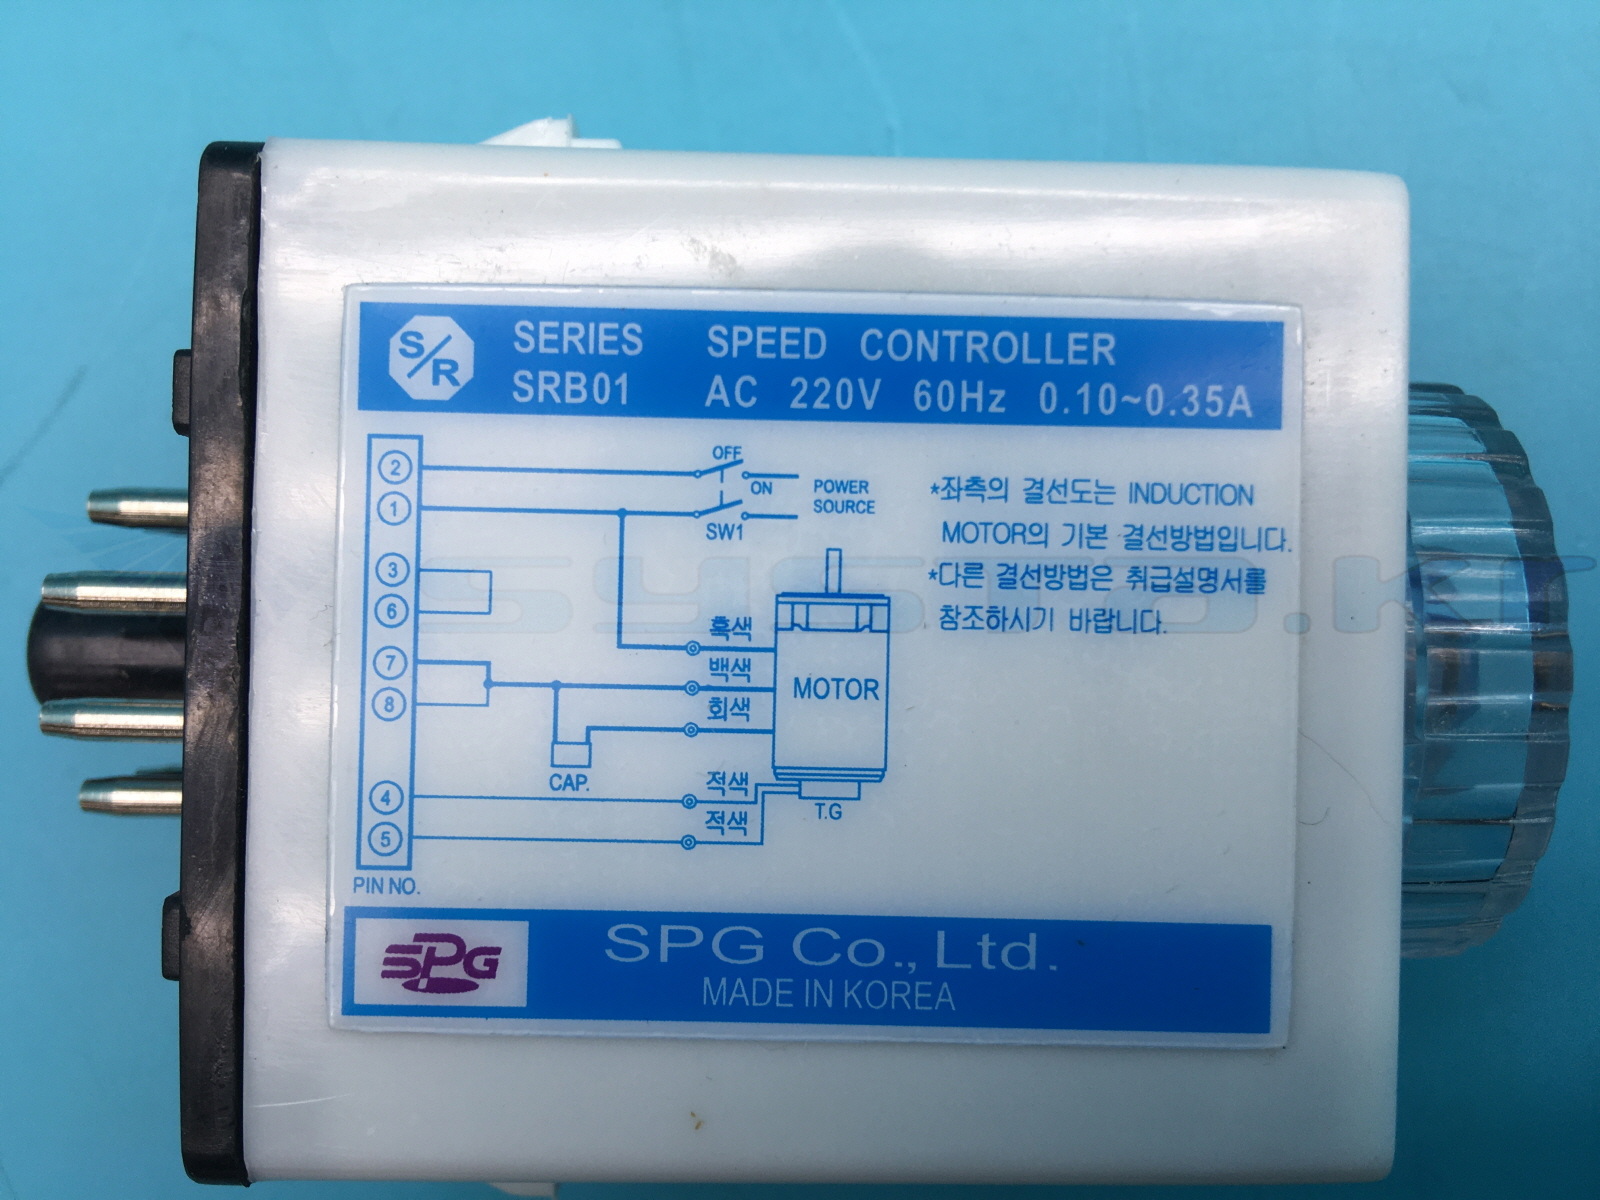 S/R
SERIES SPEED CONTROLLER
SRB01 AC 220V 60Hz 0.10~0.35A
2
1
3
6
7
8
4
5
PIN NO.
OFF
ON
SW1
POWER
SOURCE
흑색
백색
회색
적색
적색
CAP.
MOTOR
T.G
*좌측의 결선도는 INDUCTION
MOTOR의 기본 결선방법입니다.
*다른 결선방법은 취급설명서를
참조하시기 바랍니다.
SPG
SPG Co., Ltd.
MADE IN KOREA